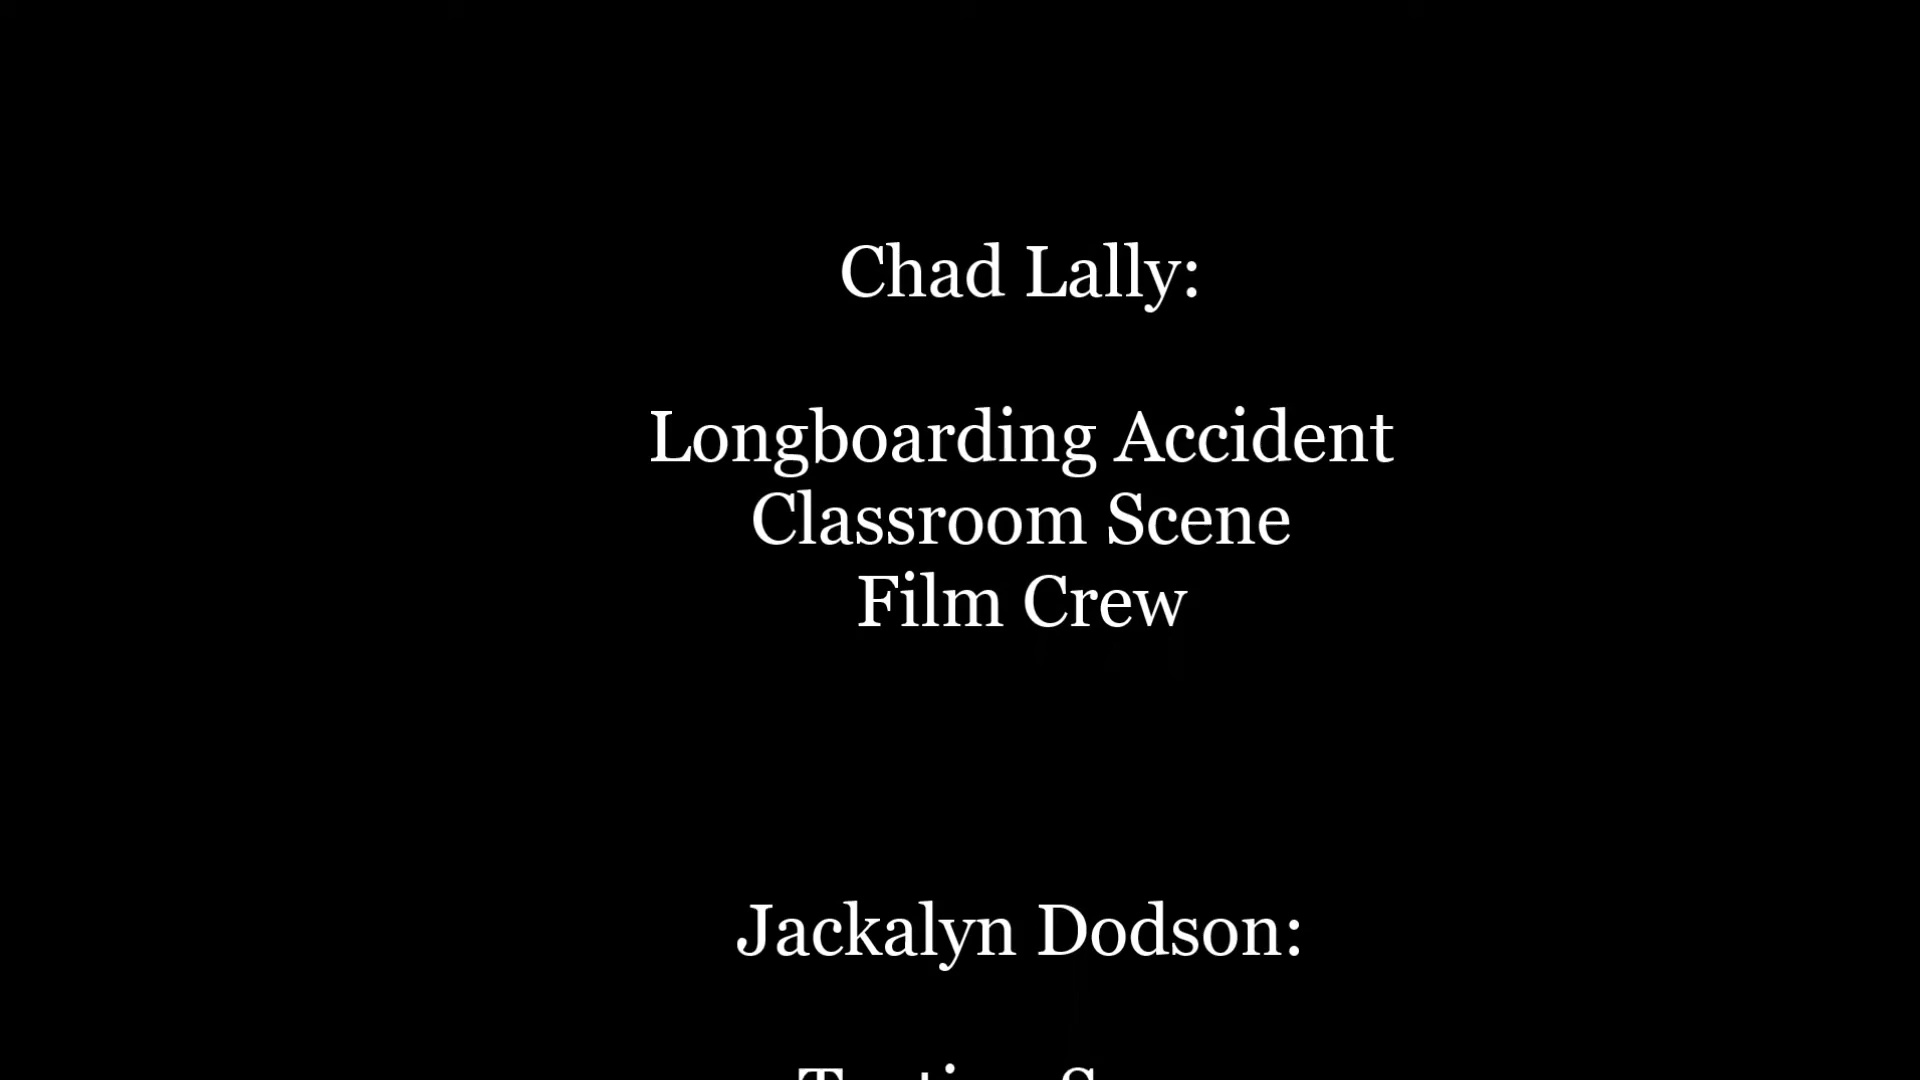 Chad Lally:
Longboarding Accident
Classroom Scene
Film Crew
Jackalyn Dodson: